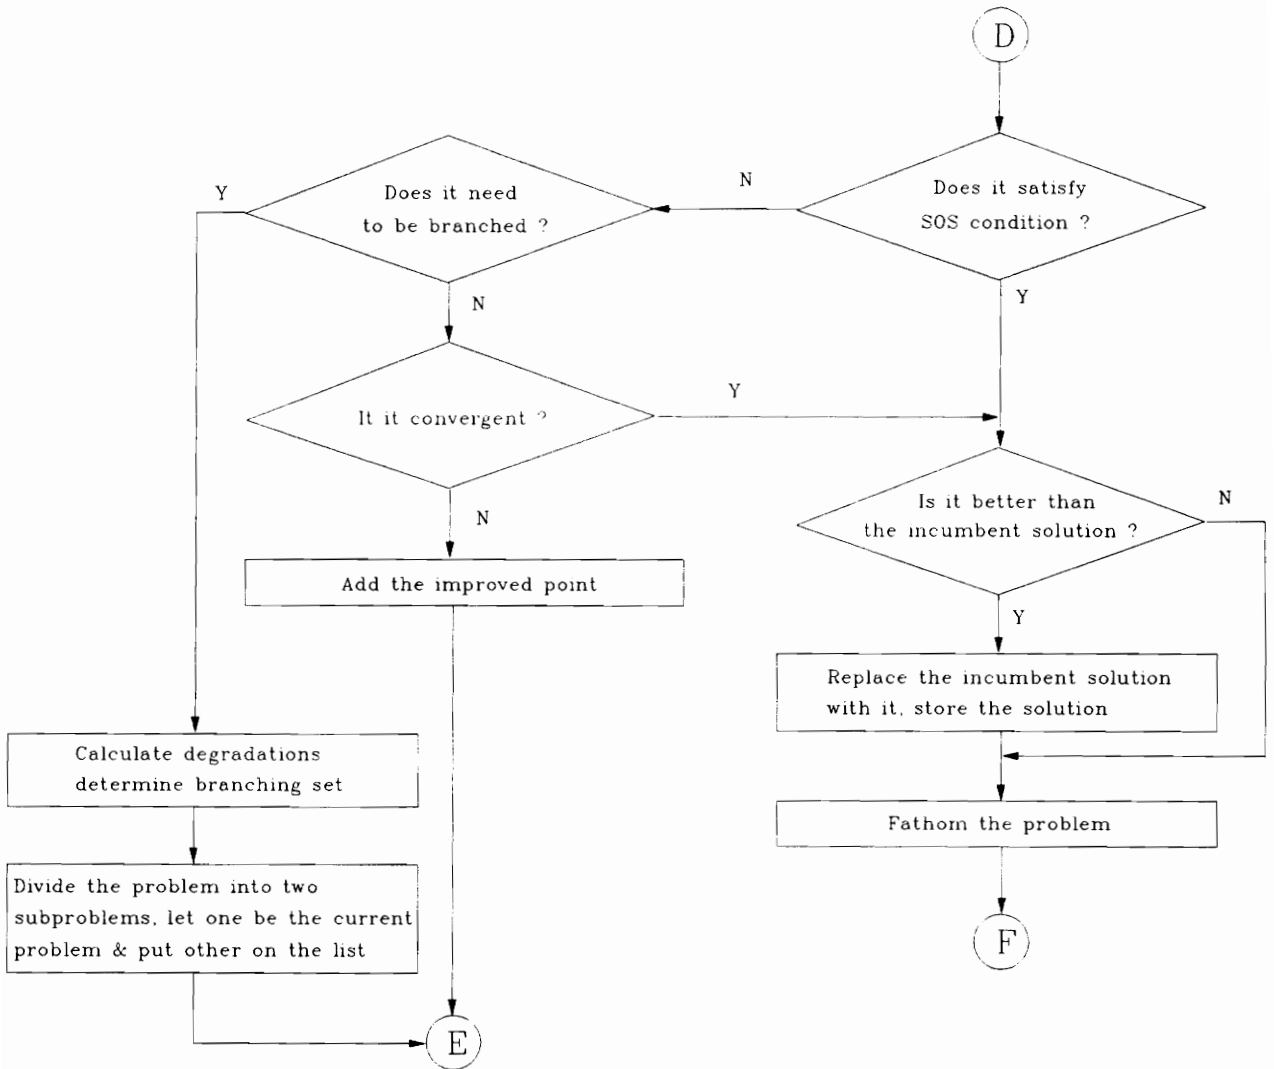 D
Does it need
to be branched ?
Y
N
Does it satisfy
SOS condition ?
N
Y
It it convergent ?
Y
N
Is it better than
the incumbent solution ?
N
Y
Add the improved point
Replace the incumbent solution
with it, store the solution
Calculate degradations
determine branching set
Fathom the problem
Divide the problem into two
subproblems, let one be the current
problem & put other on the list
F
E